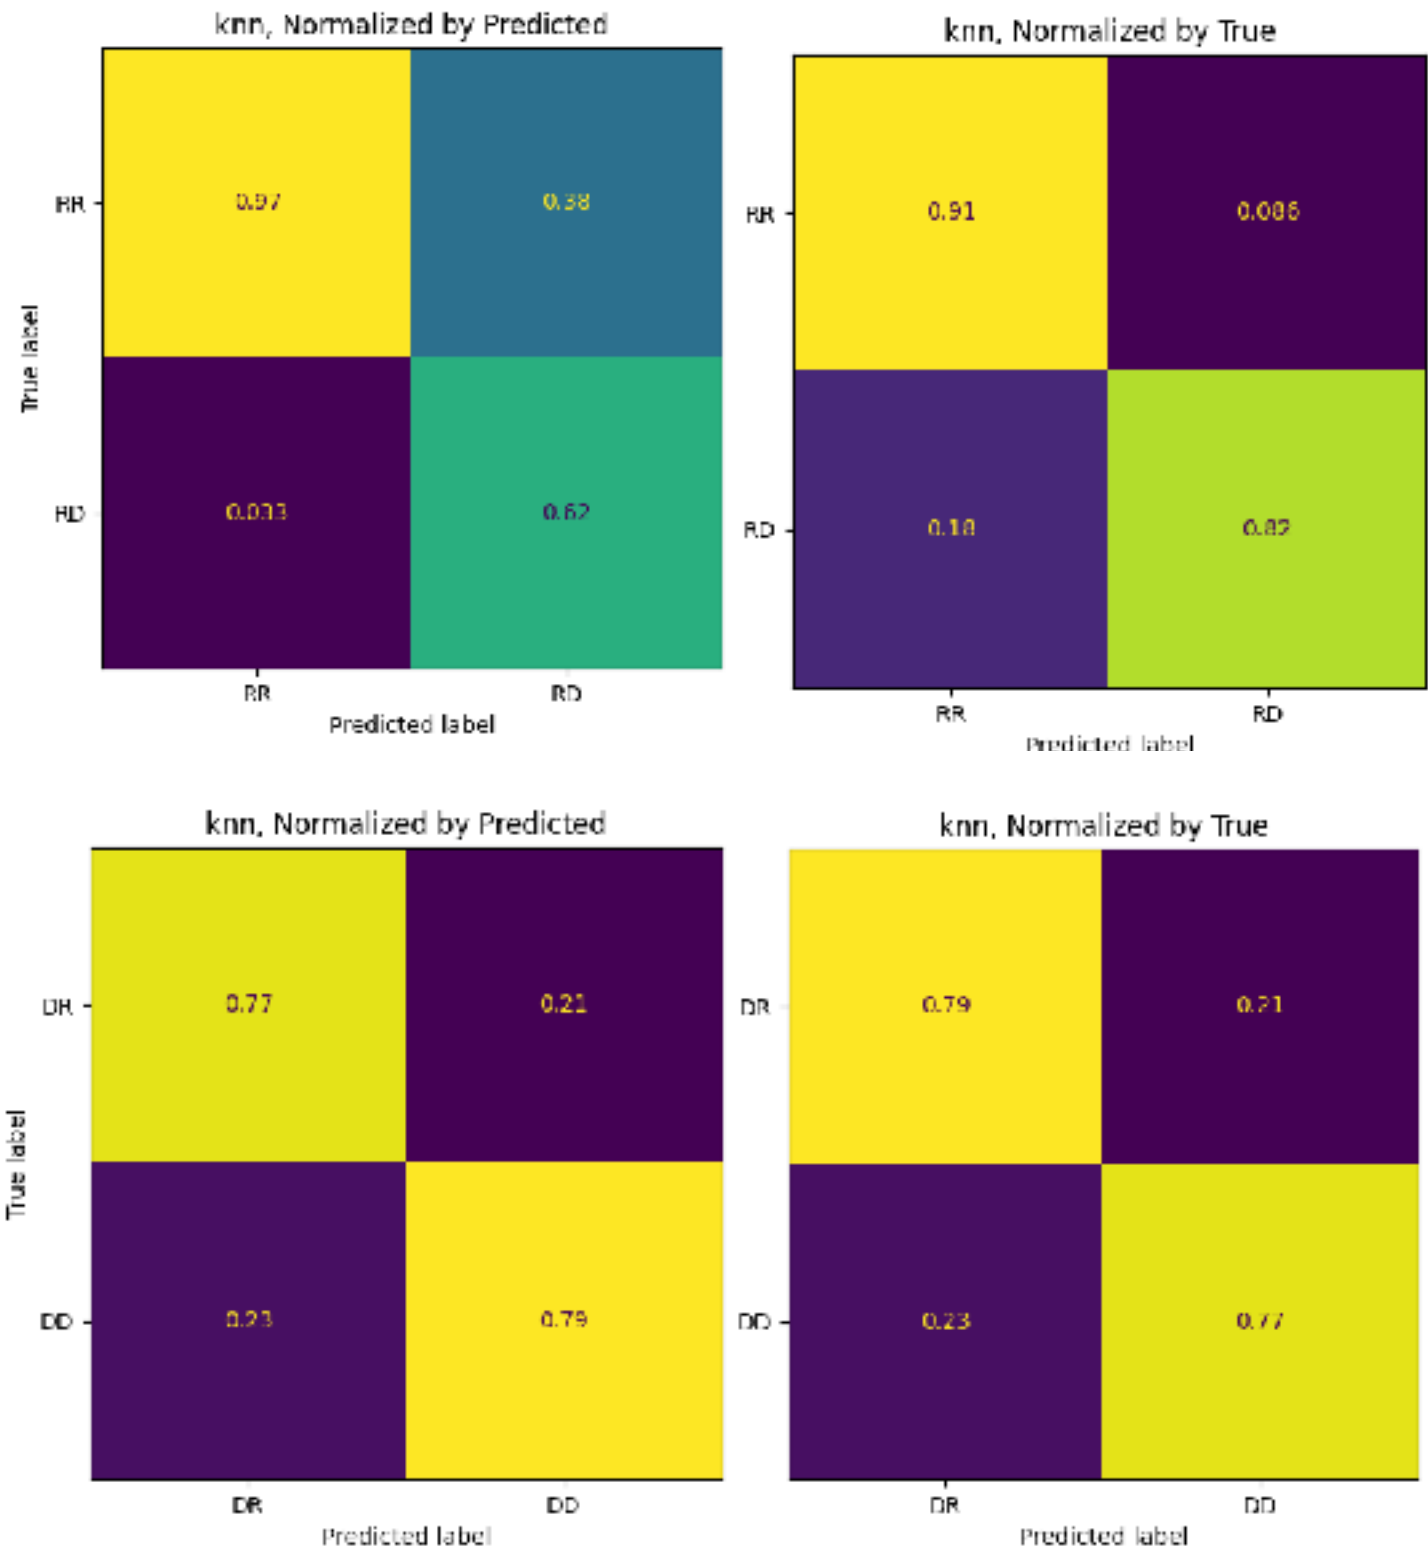 knn, Normalized by Predicted
RR
0.97
0.38
RD
0.033
0.62
True label
RR
RD
Predicted label
knn, Normalized by True
RR
0.91
0.086
RD
0.18
0.82
RR
RD
Predicted label
knn, Normalized by Predicted
DR
0.77
0.21
DD
0.23
0.79
True label
DR
DD
Predicted label
knn, Normalized by True
DR
0.79
0.21
DD
0.23
0.77
DR
DD
Predicted label